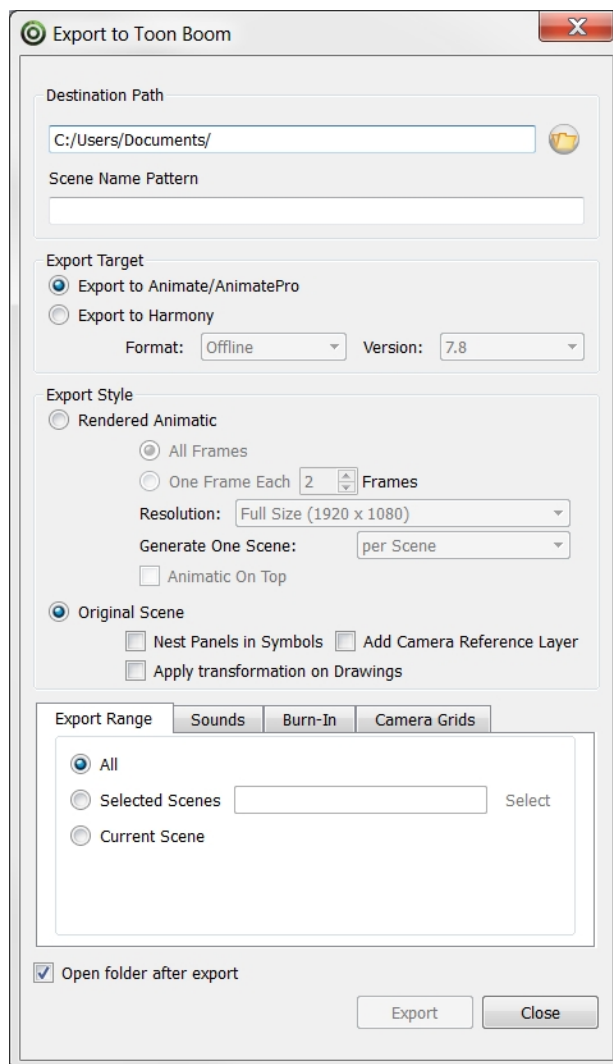 Export to Toon Boom
Destination Path
C:/Users/Documents/
Scene Name Pattern
Export Target
Export to Animate/AnimatePro
Export to Harmony
Format: Offline Version: 7.8
Export Style
Rendered Animatic
All Frames
One Frame Each 2 Frames
Resolution: Full Size (1920 x 1080)
Generate One Scene: per Scene
Animatic On Top
Original Scene
Nest Panels in Symbols Add Camera Reference Layer
Apply transformation on Drawings
Export Range Sounds Burn-In Camera Grids
All
Selected Scenes Select
Current Scene
Open folder after export
Export Close